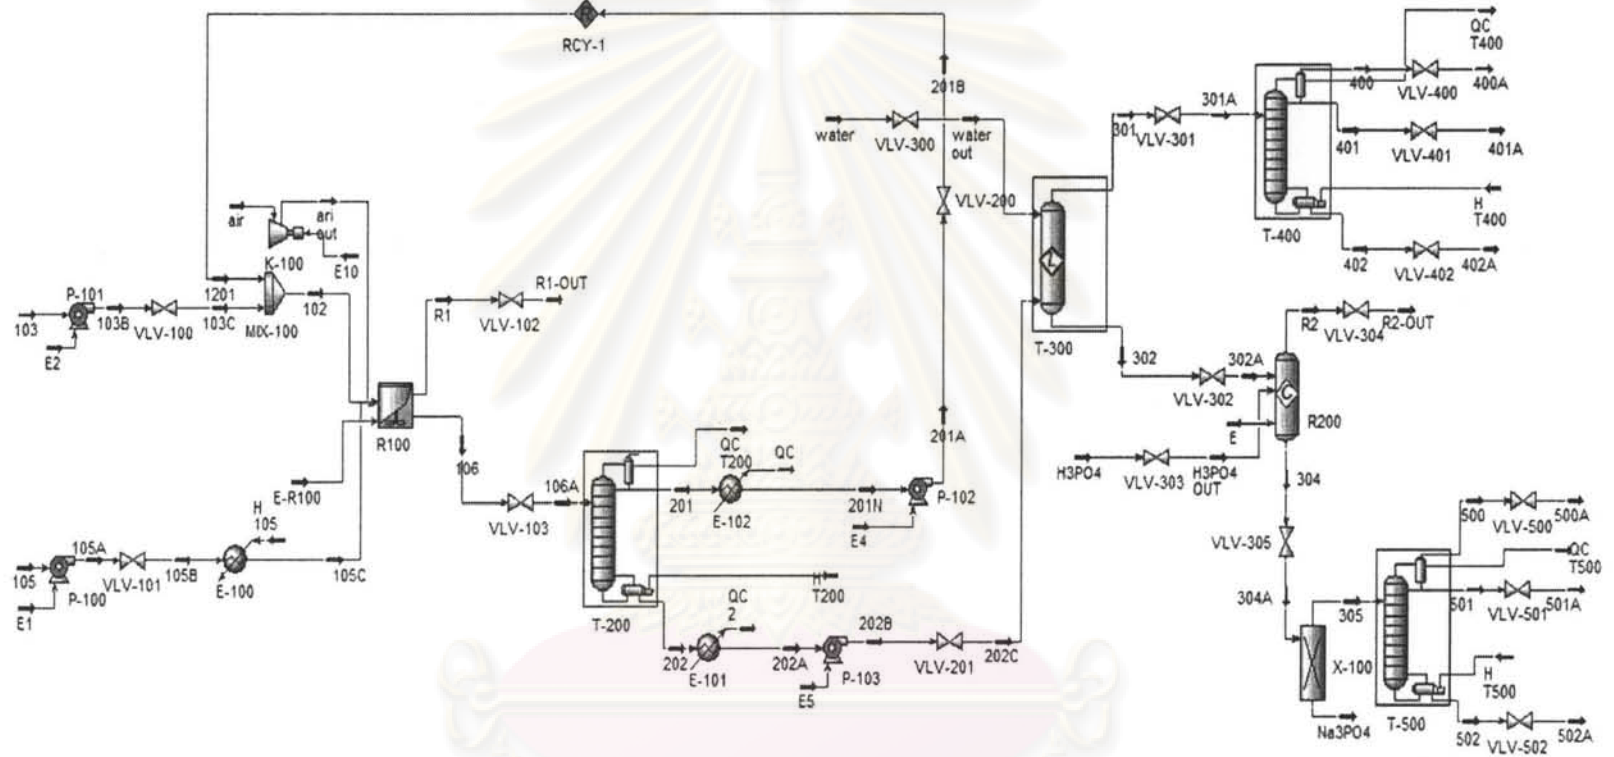 QC
T400
RCY-1
400
VLV-400
400A
201B
301
VLV-301
301A
water
VLV-300
water
out
401
VLV-401
401A
air
ari
out
K-100
E10
VLV-200
H
T400
T-400
402
VLV-402
402A
P-101
103
103B
VLV-100
103C
1201
MIX-100
102
E2
R1
VLV-102
R1-OUT
T-300
R2
VLV-304
R2-OUT
302
VLV-302
302A
R100
R200
E
106
201A
QC
T200
QC
H3PO4
VLV-303
H3PO4
OUT
304
E-R100
VLV-103
106A
201
E-102
201N
P-102
E4
500
VLV-500
500A
H
105
VLV-305
QC
T500
105
105A
P-100
VLV-101
105B
E-100
105C
E1
H
T200
304A
305
501
VLV-501
501A
T-200
QC
2
202
E-101
202A
202B
P-103
E5
VLV-201
202C
X-100
H
T500
Na3PO4
T-500
502
VLV-502
502A